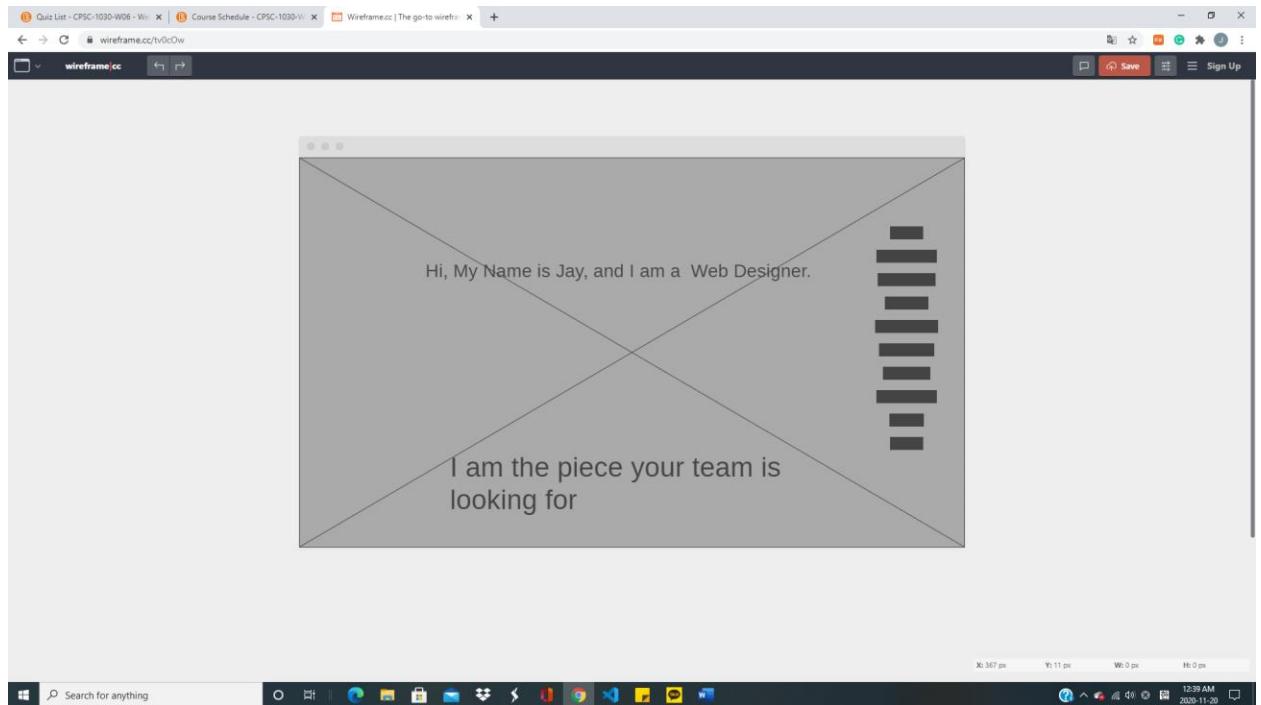 Quiz List - CPSC-1030-W06 - We
Course Schedule - CPSC-1030-W
Wireframe.cc | The go-to wirefra
wireframe.cc/tv0cOw
wireframe|cc
Save
Sign Up
Hi, My Name is Jay, and I am a  Web Designer.
I am the piece your team is
looking for
X: 367 px Y: 11 px W: 0 px H: 0 px
Search for anything
12:39 AM
2020-11-20